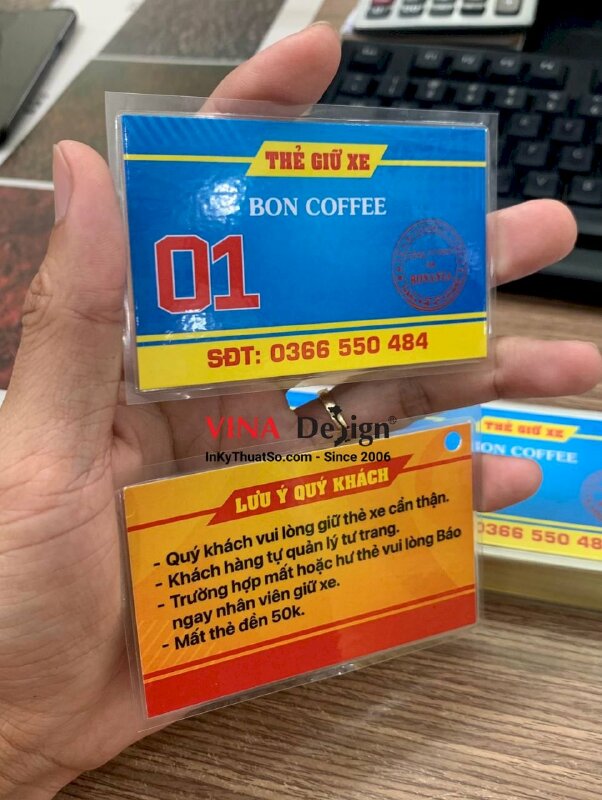 THẺ GIỮ XE
BON COFFEE
01
SĐT: 0366 550 484
VINA Design®
InKyThuatSo.com - Since 2006
LƯU Ý QUÝ KHÁCH
- Quý khách vui lòng giữ thẻ xe cẩn thận.
- Khách hàng tự quản lý tư trang.
- Trường hợp mất hoặc hư thẻ vui lòng Báo
ngay nhân viên giữ xe.
- Mất thẻ đền 50k.
THẺ GIỮ XE
BON COFFEE
0366 550 48